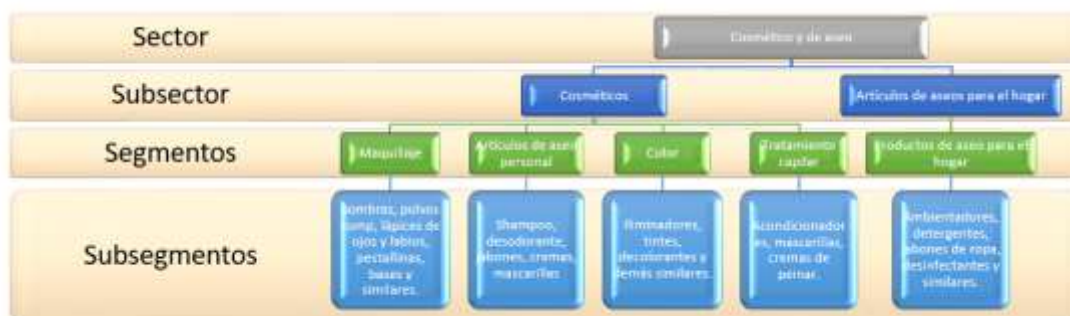 Sector
Cosmético y de aseo
Subsector
Cosméticos
Artículos de aseos para el hogar
Segmentos
Maquillaje
Artículos de aseo
personal
Color
Tratamiento
capilar
Productos de aseo para el
hogar
Subsegmentos
Sombras, polvos
comp, lápices de
ojos y labios,
pestañinas,
bases y
similares.
Shampoo,
desodorante,
jabones, cremas,
mascarillas
iluminadores,
tintes,
decolorantes y
demás similares.
Acondicionador
es, mascarillas,
cremas de
peinar.
Ambientadores,
detergentes,
jabones de ropa,
desinfectantes y
similares.